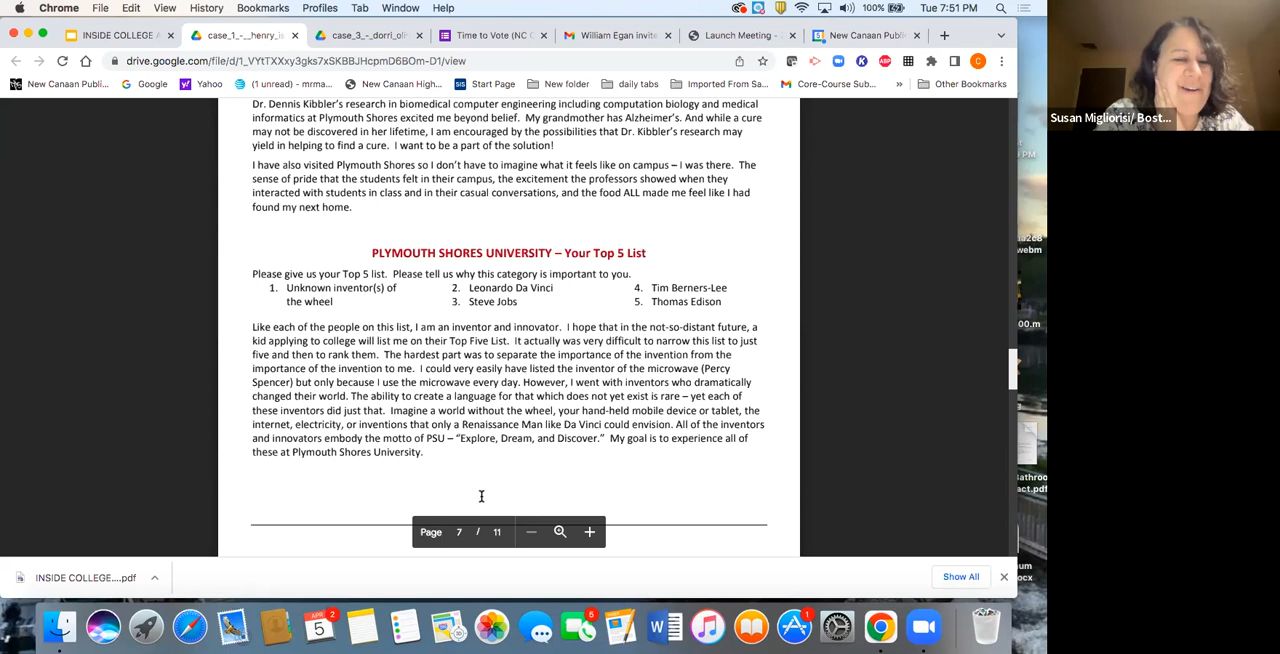 Chrome File Edit View History Bookmarks Profiles Tab Window Help 100% Tue 7:51 PM
INSIDE COLLEGE A case_1_-__henry_is case_3_-_dorri_oli Time to Vote (NC C William Egan invite Launch Meeting - New Canaan Publi
drive.google.com/file/d/1_VYtTXXxy3gks7xSKBBJHcpmD6BOm-D1/view
New Canaan Publi... Google Yahoo (1 unread) - mrsa... New Canaan High... Start Page New folder daily tabs Imported From Sa... Core-Course Sub... » Other Bookmarks
Susan Migliorisi/ Bost...
Dr. Dennis Kibbler's research in biomedical computer engineering including computation biology and medical
informatics at Plymouth Shores excited me beyond belief. My grandmother has Alzheimer's. And while a cure
may not be discovered in her lifetime, I am encouraged by the possibilities that Dr. Kibbler's research may
yield in helping to find a cure. I want to be a part of the solution!
I have also visited Plymouth Shores so I don't have to imagine what it feels like on campus – I was there. The
sense of pride that the students felt in their campus, the excitement the professors showed when they
interacted with students in class and in their casual conversations, and the food ALL made me feel like I had
found my next home.
PLYMOUTH SHORES UNIVERSITY – Your Top 5 List
Please give us your Top 5 list. Please tell us why this category is important to you.
1. Unknown inventor(s) of 2. Leonardo Da Vinci 4. Tim Berners-Lee
the wheel 3. Steve Jobs 5. Thomas Edison
Like each of the people on this list, I am an inventor and innovator. I hope that in the not-so-distant future, a
kid applying to college will list me on their Top Five List. It actually was very difficult to narrow this list to just
five and then to rank them. The hardest part was to separate the importance of the invention from the
importance of the invention to me. I could very easily have listed the inventor of the microwave (Percy
Spencer) but only because I use the microwave every day. However, I went with inventors who dramatically
changed their world. The ability to create a language for that which does not yet exist is rare – yet each of
these inventors did just that. Imagine a world without the wheel, your hand-held mobile device or tablet, the
internet, electricity, or inventions that only a Renaissance Man like Da Vinci could envision. All of the inventors
and innovators embody the motto of PSU – "Explore, Dream, and Discover." My goal is to experience all of
these at Plymouth Shores University.
Page 7 / 11
INSIDE COLLEGE....pdf Show All
APR 2
5 5 1